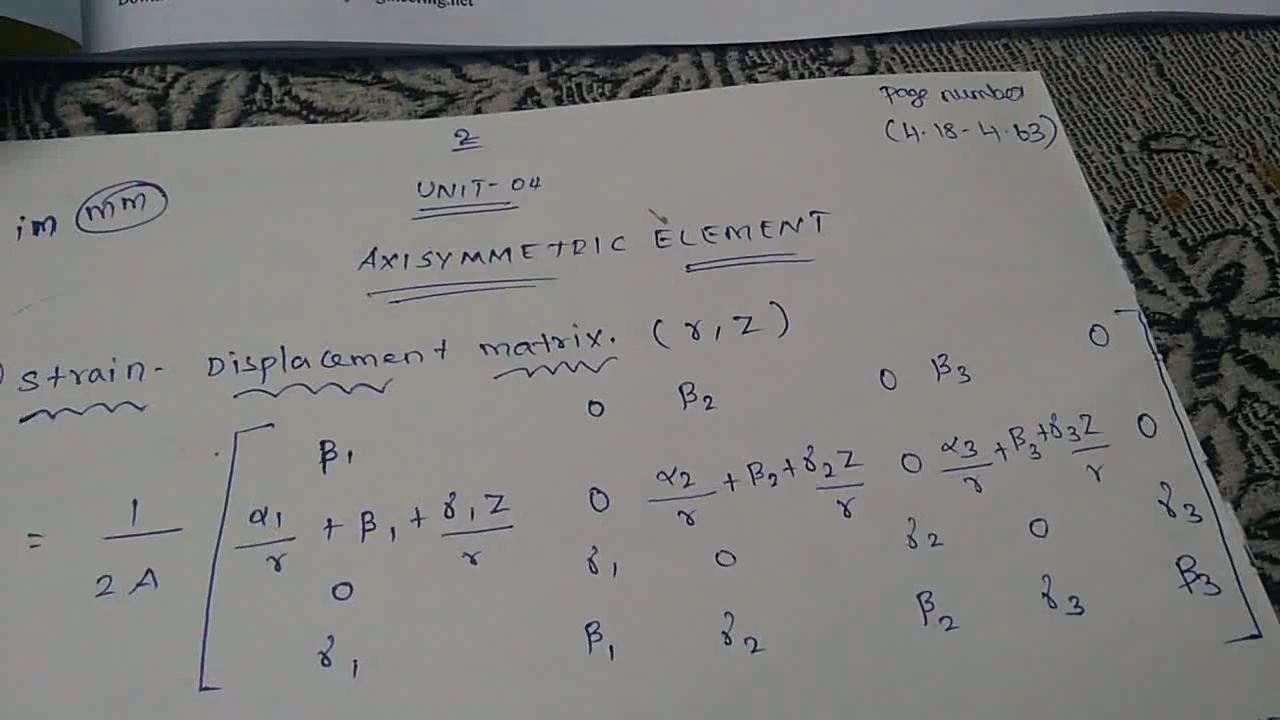 Page number
(4.18-4.63)
2
im mm
UNIT-04
AXISYMMETRIC ELEMENT
strain- Displacement matrix. (r, z)
β1 0 β2 0 β3 0
= 1/2A [ α1/r + β1 + γ1z/r 0 α2/r + β2 + γ2z/r 0 α3/r + β3 + γ3z/r 0 ]
0 γ1 0 γ2 0 γ3
γ1 β1 γ2 β2 γ3 β3